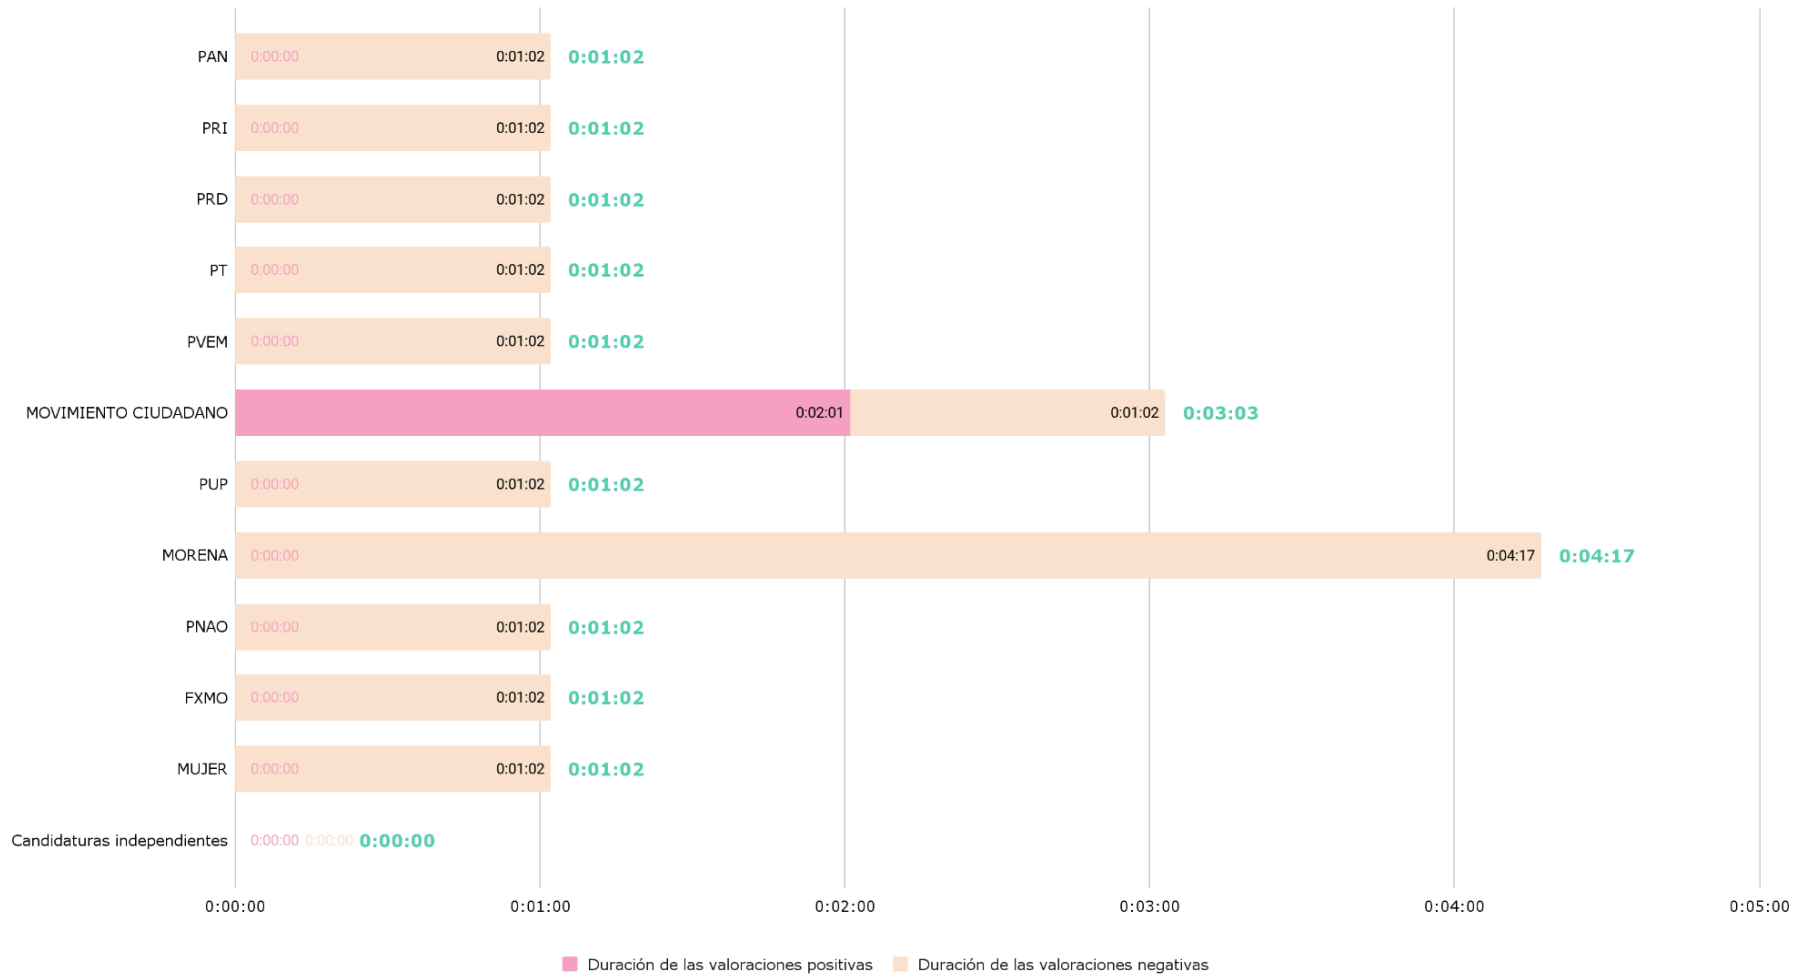 PAN 0:00:00 0:01:02 0:01:02
PRI 0:00:00 0:01:02 0:01:02
PRD 0:00:00 0:01:02 0:01:02
PT 0:00:00 0:01:02 0:01:02
PVEM 0:00:00 0:01:02 0:01:02
MOVIMIENTO CIUDADANO 0:02:01 0:01:02 0:03:03
PUP 0:00:00 0:01:02 0:01:02
MORENA 0:00:00 0:04:17 0:04:17
PNAO 0:00:00 0:01:02 0:01:02
FXMO 0:00:00 0:01:02 0:01:02
MUJER 0:00:00 0:01:02 0:01:02
Candidaturas independientes 0:00:00 0:00:00 0:00:00
0:00:00 0:01:00 0:02:00 0:03:00 0:04:00 0:05:00
Duración de las valoraciones positivas Duración de las valoraciones negativas